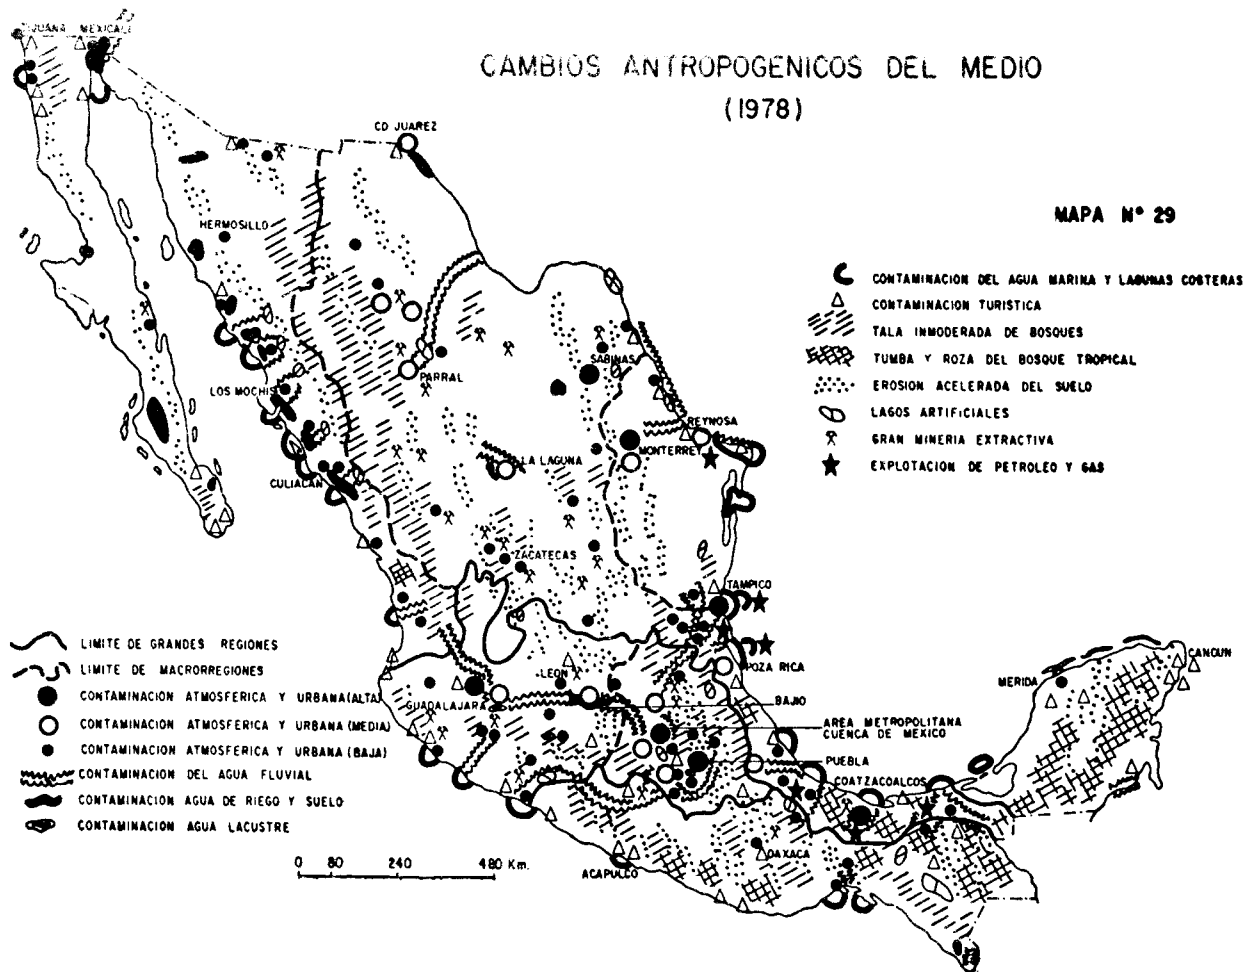 CAMBIOS ANTROPOGENICOS DEL MEDIO
(1978)
MAPA Nº 29
CONTAMINACION DEL AGUA MARINA Y LAGUNAS COSTERAS
CONTAMINACION TURISTICA
TALA INMODERADA DE BOSQUES
TUMBA Y ROZA DEL BOSQUE TROPICAL
EROSION ACELERADA DEL SUELO
LAGOS ARTIFICIALES
GRAN MINERIA EXTRACTIVA
EXPLOTACION DE PETROLEO Y GAS
TIJUANA MEXICALI
CD JUAREZ
HERMOSILLO
SABINAS
PARRAL
LOS MOCHIS
REYNOSA
MONTERREY
LA LAGUNA
CULIACAN
ZACATECAS
TAMPICO
POZA RICA
LEON
GUADALAJARA
BAJIO
AREA METROPOLITANA
CUENCA DE MEXICO
PUEBLA
COATZACOALCOS
MERIDA
CANCUN
OAXACA
ACAPULCO
LIMITE DE GRANDES REGIONES
LIMITE DE MACRORREGIONES
CONTAMINACION ATMOSFERICA Y URBANA (ALTA)
CONTAMINACION ATMOSFERICA Y URBANA (MEDIA)
CONTAMINACION ATMOSFERICA Y URBANA (BAJA)
CONTAMINACION DEL AGUA FLUVIAL
CONTAMINACION AGUA DE RIEGO Y SUELO
CONTAMINACION AGUA LACUSTRE
0 80 240 480 Km.